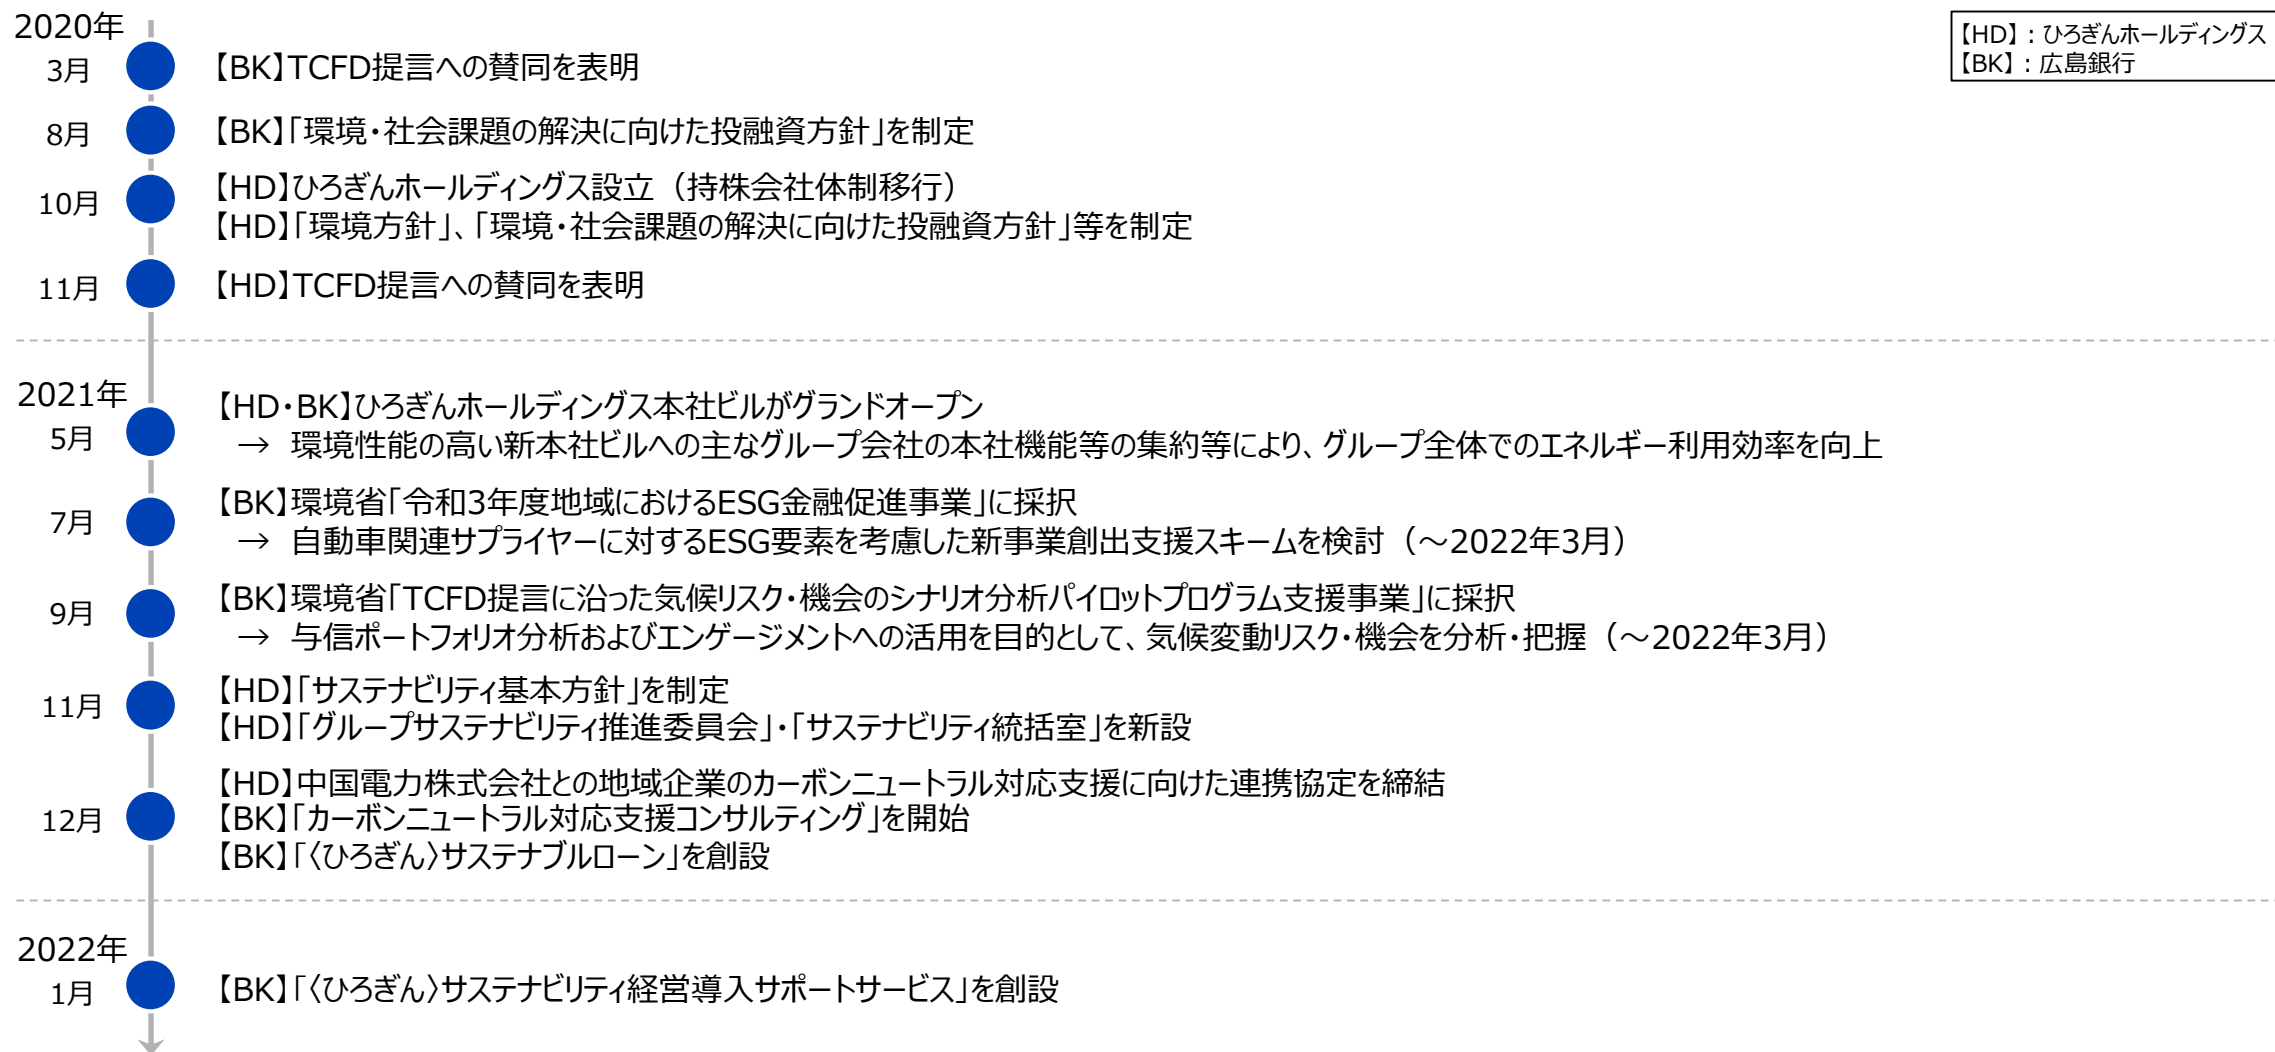 2020年
【HD】:ひろぎんホールディングス
【BK】:広島銀行
3月
【BK】TCFD提言への賛同を表明
8月
【BK】「環境・社会課題の解決に向けた投融資方針」を制定
10月
【HD】ひろぎんホールディングス設立（持株会社体制移行）
【HD】「環境方針」、「環境・社会課題の解決に向けた投融資方針」等を制定
11月
【HD】TCFD提言への賛同を表明
2021年
5月
【HD・BK】ひろぎんホールディングス本社ビルがグランドオープン
→ 環境性能の高い新本社ビルへの主なグループ会社の本社機能等の集約等により、グループ全体でのエネルギー利用効率を向上
7月
【BK】環境省「令和3年度地域におけるESG金融促進事業」に採択
→ 自動車関連サプライヤーに対するESG要素を考慮した新事業創出支援スキームを検討（～2022年3月）
9月
【BK】環境省「TCFD提言に沿った気候リスク・機会のシナリオ分析パイロットプログラム支援事業」に採択
→ 与信ポートフォリオ分析およびエンゲージメントへの活用を目的として、気候変動リスク・機会を分析・把握（～2022年3月）
11月
【HD】「サステナビリティ基本方針」を制定
【HD】「グループサステナビリティ推進委員会」・「サステナビリティ統括室」を新設
12月
【HD】中国電力株式会社との地域企業のカーボンニュートラル対応支援に向けた連携協定を締結
【BK】「カーボンニュートラル対応支援コンサルティング」を開始
【BK】「〈ひろぎん〉サステナブルローン」を創設
2022年
1月
【BK】「〈ひろぎん〉サステナビリティ経営導入サポートサービス」を創設